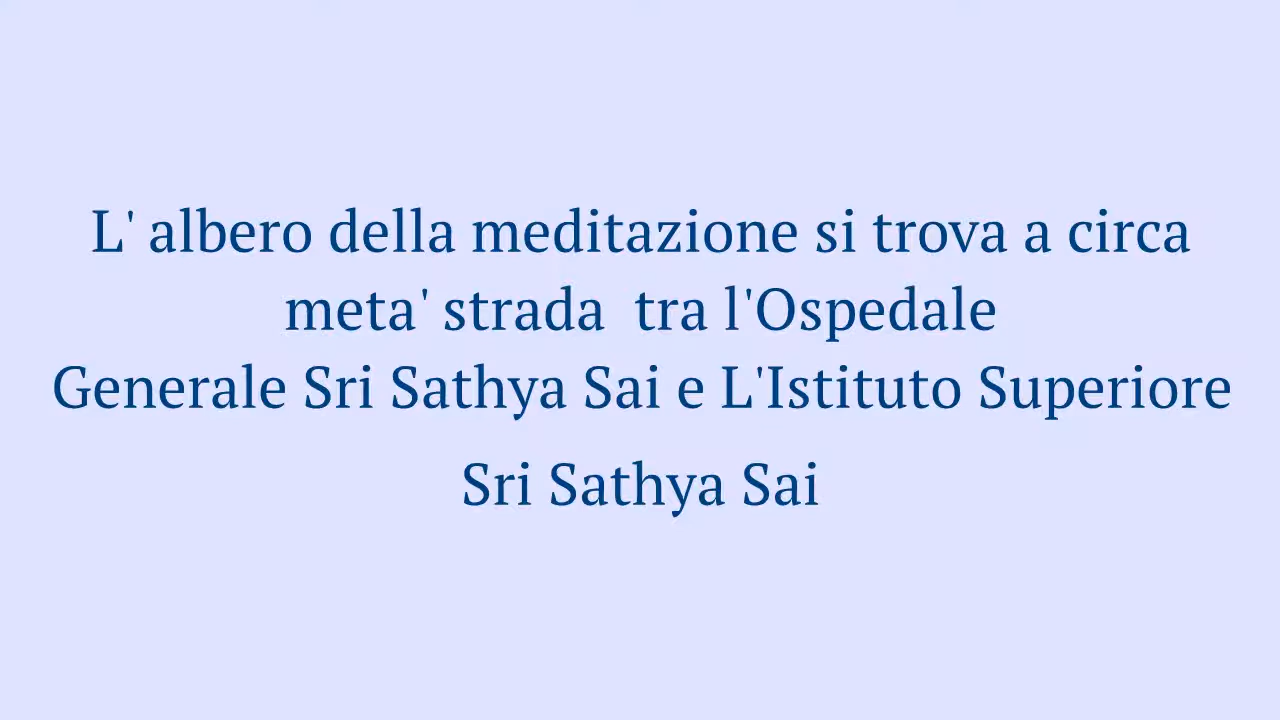 L' albero della meditazione si trova a circa
meta' strada  tra l'Ospedale
Generale Sri Sathya Sai e L'Istituto Superiore
Sri Sathya Sai